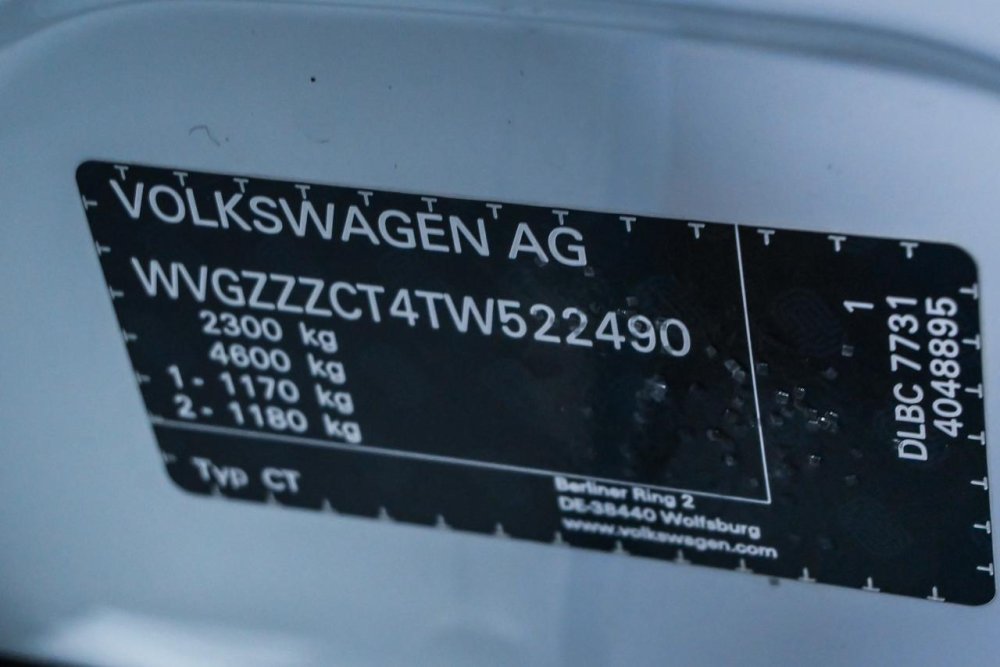 VOLKSWAGEN AG
WVGZZZCT4TW522490
2300 kg
4600 kg
1- 1170 kg
2- 1180 kg
Typ CT
Berliner Ring 2
DE-38440 Wolfsburg
www.volkswagen.com
1
DLBC 7731
4048895